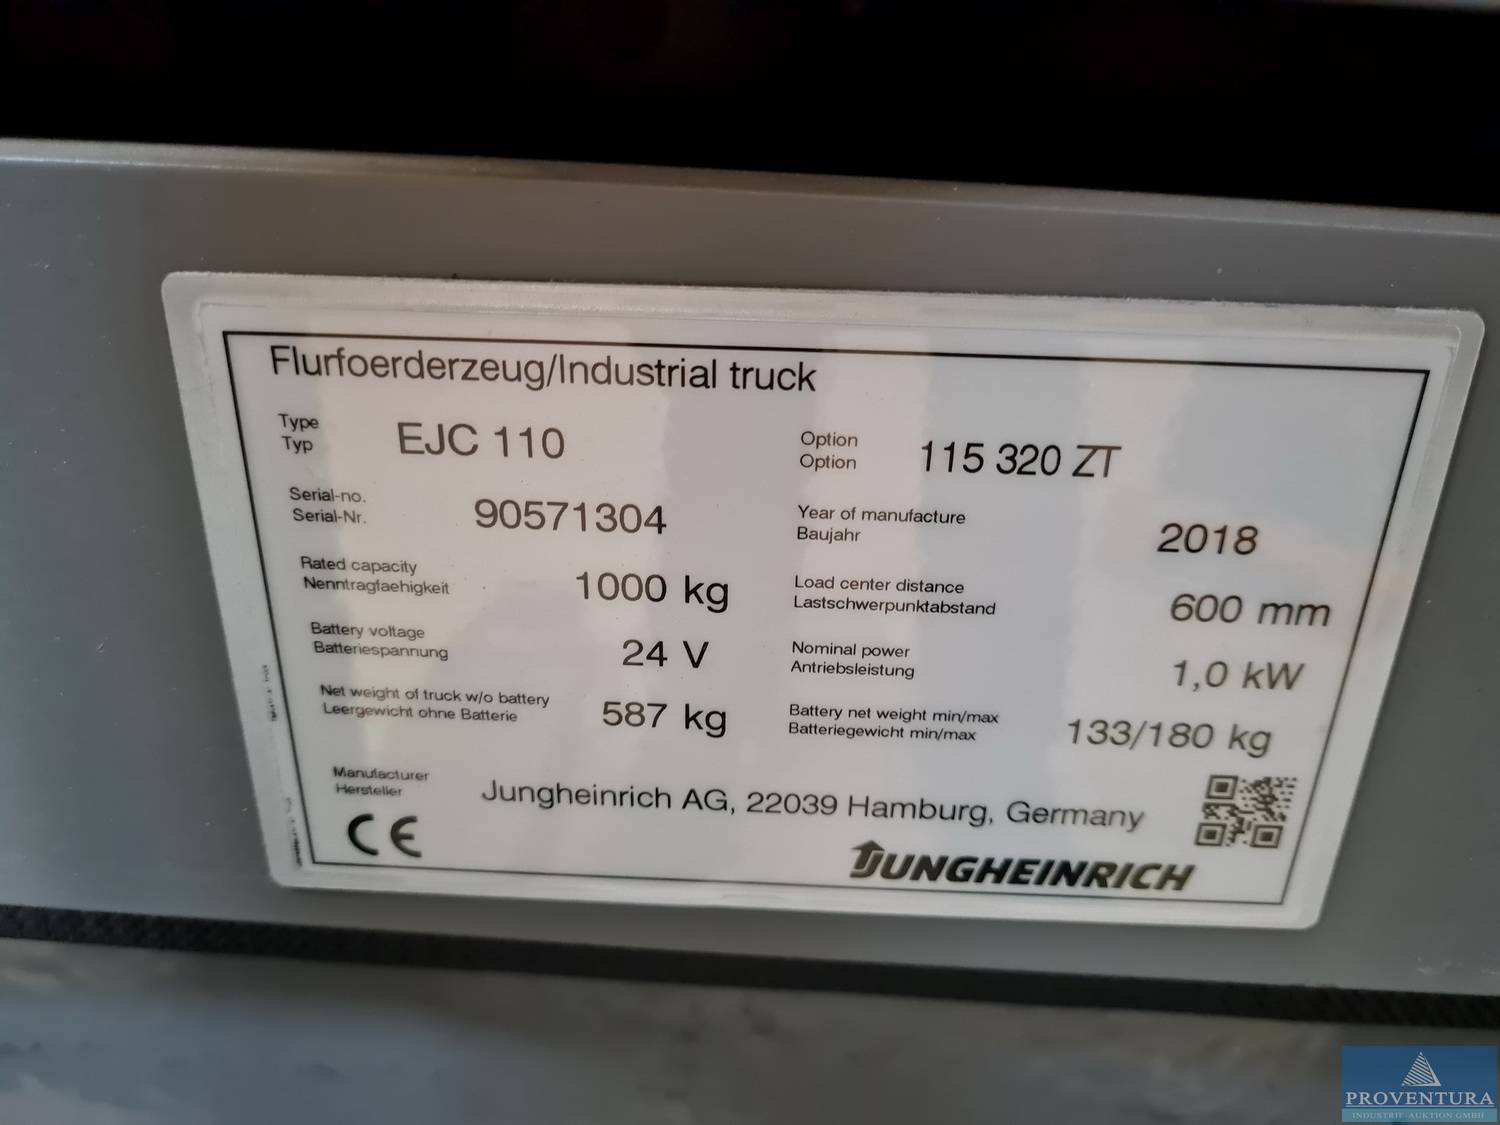 Flurfoerderzeug/Industrial truck
Type
Typ
EJC 110
Option
Option
115 320 ZT
Serial-no.
Serial-Nr.
90571304
Year of manufacture
Baujahr
2018
Rated capacity
Nenntragfaehigkeit
1000 kg
Load center distance
Lastschwerpunktabstand
600 mm
Battery voltage
Batteriespannung
24 V
Nominal power
Antriebsleistung
1,0 kW
Net weight of truck w/o battery
Leergewicht ohne Batterie
587 kg
Battery net weight min/max
Batteriegewicht min/max
133/180 kg
Manufacturer
Hersteller
Jungheinrich AG, 22039 Hamburg, Germany
CE
JUNGHEINRICH
PROVENTURA
INDUSTRIE-AUKTION GMBH